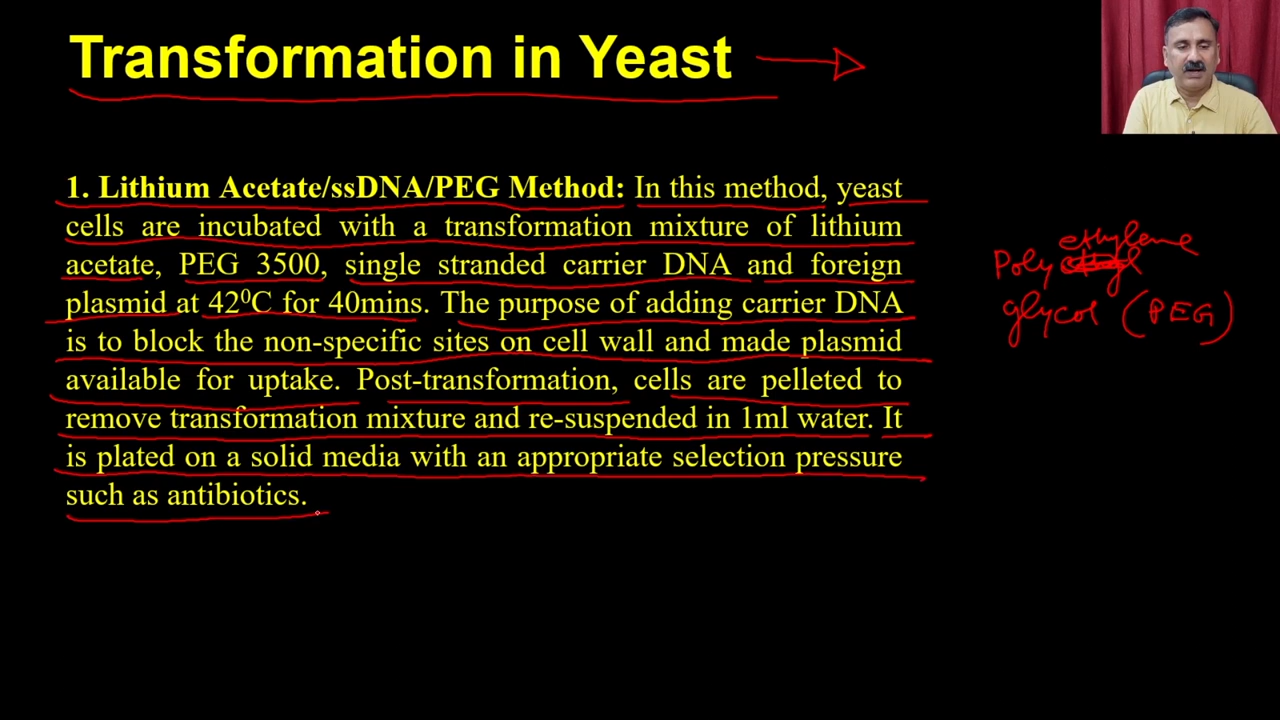 Transformation in Yeast
1. Lithium Acetate/ssDNA/PEG Method: In this method, yeast
cells are incubated with a transformation mixture of lithium
acetate, PEG 3500, single stranded carrier DNA and foreign
plasmid at 42⁰C for 40mins. The purpose of adding carrier DNA
is to block the non-specific sites on cell wall and made plasmid
available for uptake. Post-transformation, cells are pelleted to
remove transformation mixture and re-suspended in 1ml water. It
is plated on a solid media with an appropriate selection pressure
such as antibiotics.
ethylene
Poly
glycol (PEG)